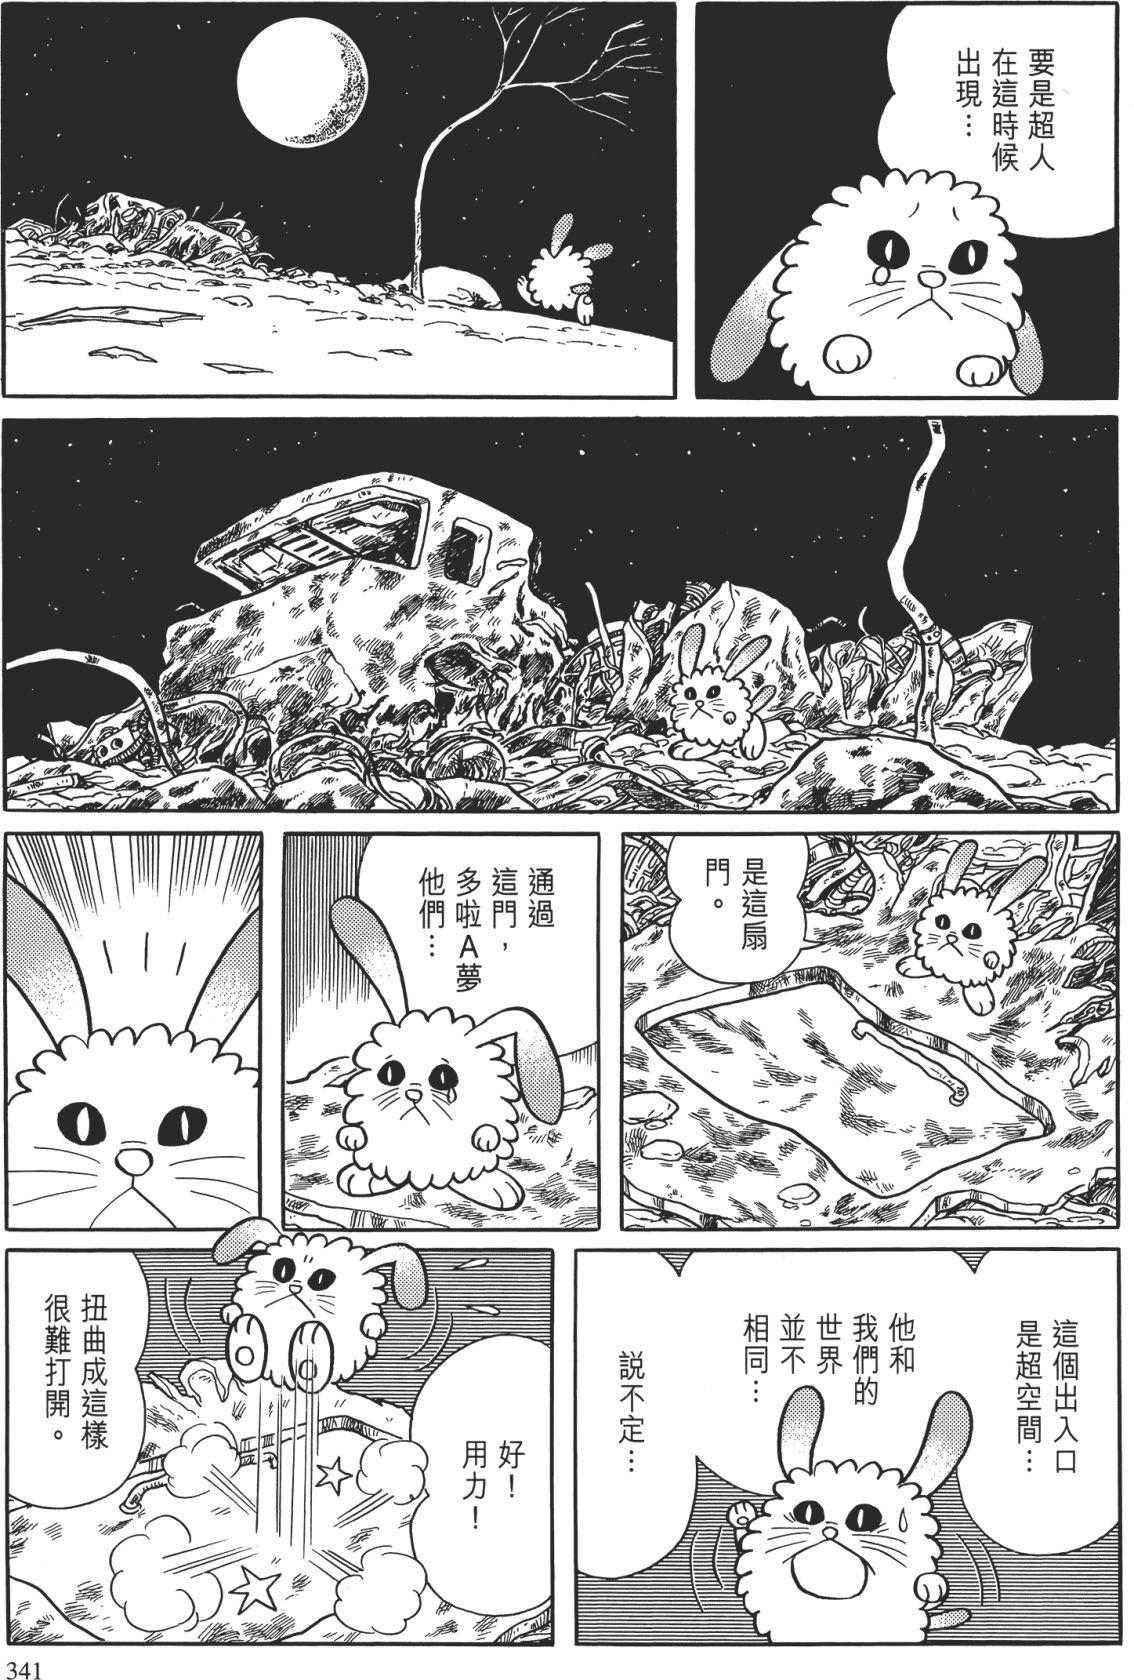 要是超人
在這時候
出現…
是這扇
門。
通過
這門，
多啦A夢
他們…
這個出入口
是超空間…
他和
我們的
世界
並不
相同…
説不定…
好！
用力！
扭曲成這樣
很難打開。
341